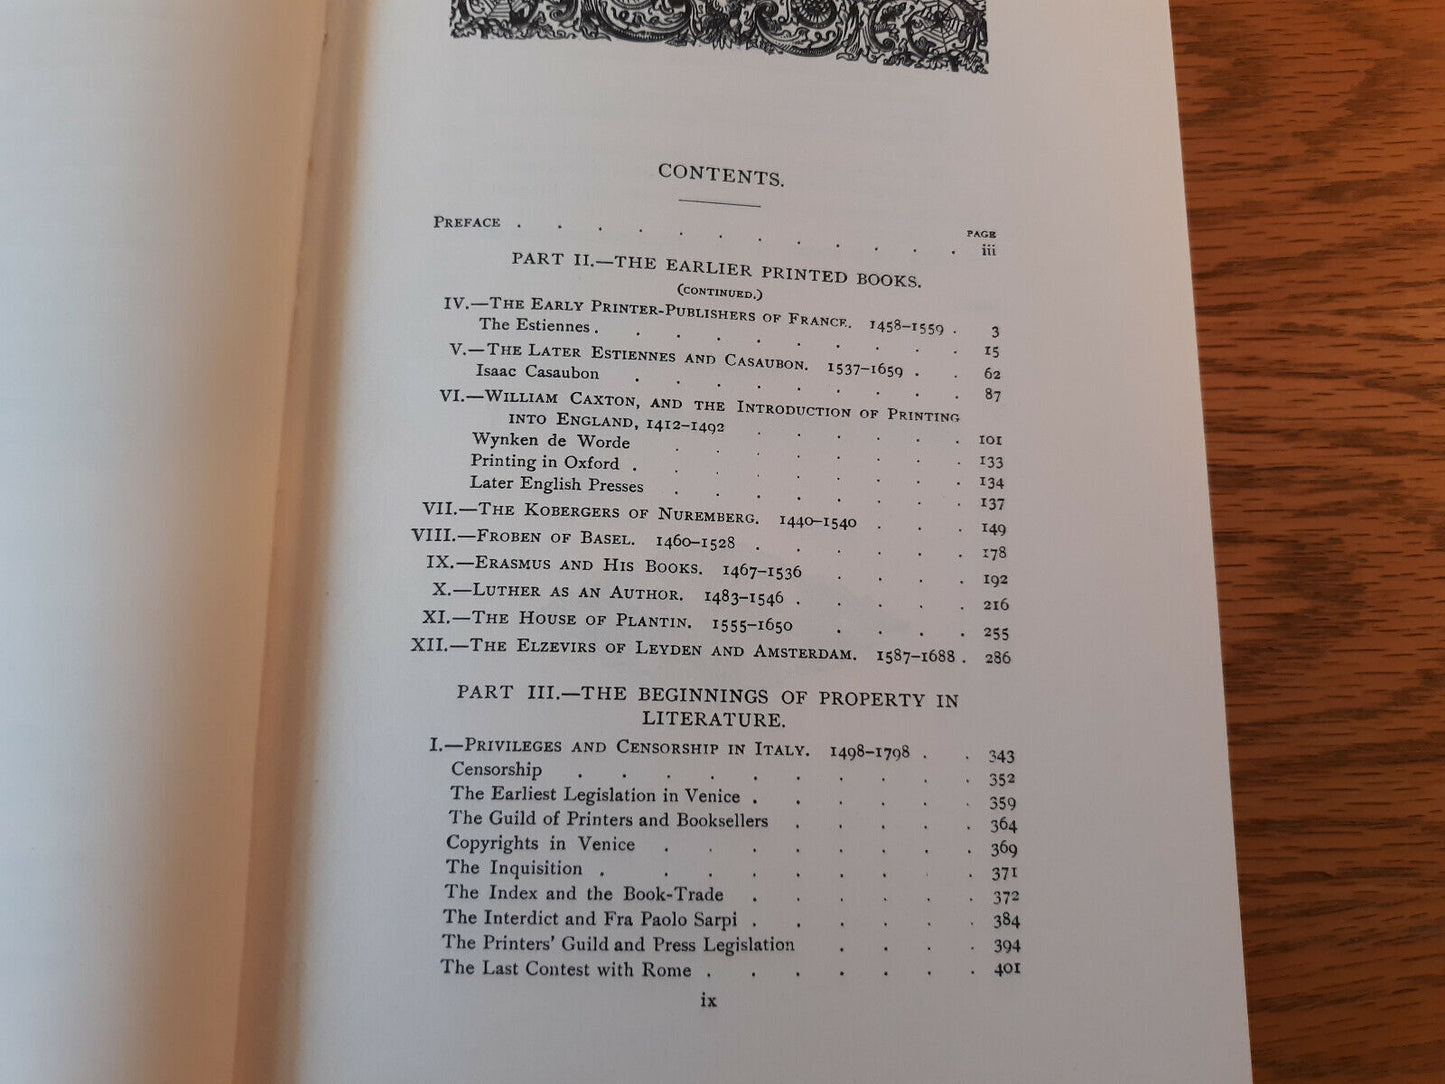 CONTENTS.
PAGE
PREFACE . . . . . . . . . . . . iii
PART II.—THE EARLIER PRINTED BOOKS.
(CONTINUED.)
IV.—THE EARLY PRINTER-PUBLISHERS OF FRANCE. 1458–1559 . 3
The Estiennes . . . . . . . . . . 15
V.—THE LATER ESTIENNES AND CASAUBON. 1537–1659 . . 62
Isaac Casaubon . . . . . . . . . 87
VI.—WILLIAM CAXTON, AND THE INTRODUCTION OF PRINTING
INTO ENGLAND, 1412–1492 . . . . . . 101
Wynken de Worde . . . . . . . . 133
Printing in Oxford . . . . . . . . . 134
Later English Presses . . . . . . . . 137
VII.—THE KOBERGERS OF NUREMBERG. 1440–1540 . . . 149
VIII.—FROBEN OF BASEL. 1460–1528 . . . . . . 178
IX.—ERASMUS AND HIS BOOKS. 1467–1536 . . . . 192
X.—LUTHER AS AN AUTHOR. 1483–1546 . . . . . 216
XI.—THE HOUSE OF PLANTIN. 1555–1650 . . . . 255
XII.—THE ELZEVIRS OF LEYDEN AND AMSTERDAM. 1587–1688 . 286
PART III.—THE BEGINNINGS OF PROPERTY IN
LITERATURE.
I.—PRIVILEGES AND CENSORSHIP IN ITALY. 1498–1798 . . 343
Censorship . . . . . . . . . . 352
The Earliest Legislation in Venice . . . . . . 359
The Guild of Printers and Booksellers . . . . . 364
Copyrights in Venice . . . . . . . . 369
The Inquisition . . . . . . . . . 371
The Index and the Book-Trade . . . . . . 372
The Interdict and Fra Paolo Sarpi . . . . . . 384
The Printers' Guild and Press Legislation . . . . 394
The Last Contest with Rome . . . . . . . 401
ix